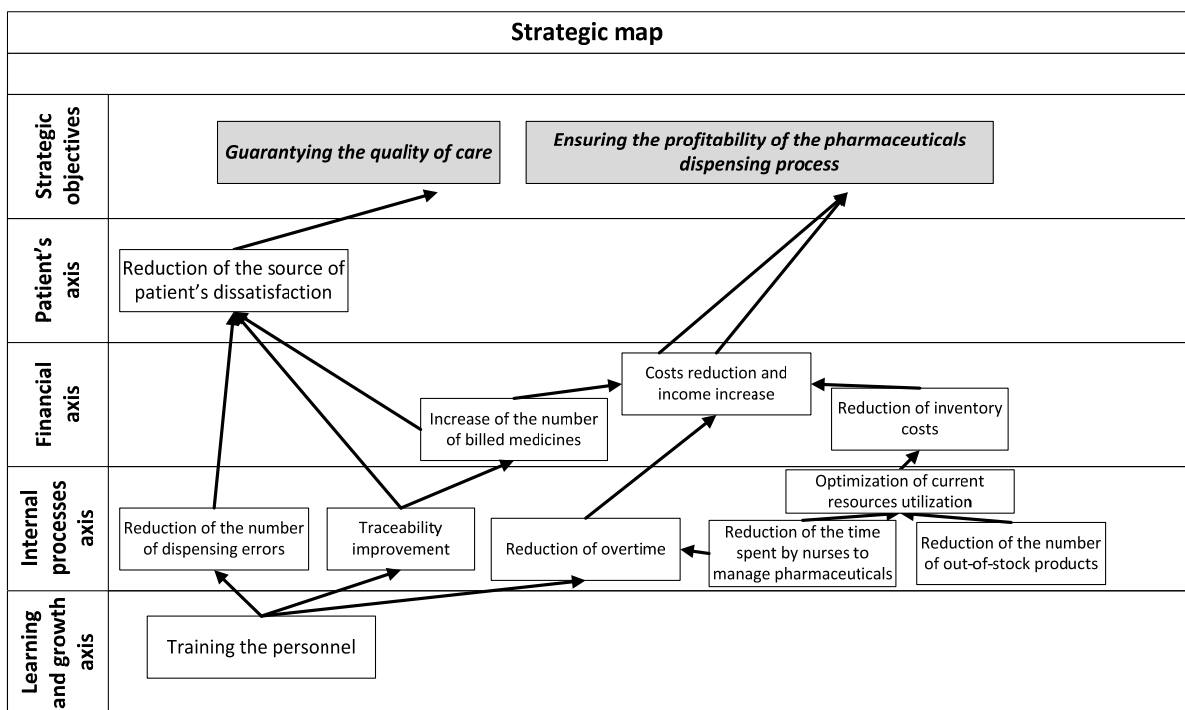 Strategic map
Strategic
objectives
Guarantying the quality of care
Ensuring the profitability of the pharmaceuticals
dispensing process
Patient's
axis
Reduction of the source of
patient's dissatisfaction
Financial
axis
Costs reduction and
income increase
Increase of the number
of billed medicines
Reduction of inventory
costs
Internal
processes
axis
Optimization of current
resources utilization
Reduction of the number
of dispensing errors
Traceability
improvement
Reduction of overtime
Reduction of the time
spent by nurses to
manage pharmaceuticals
Reduction of the number
of out-of-stock products
Learning
and growth
axis
Training the personnel